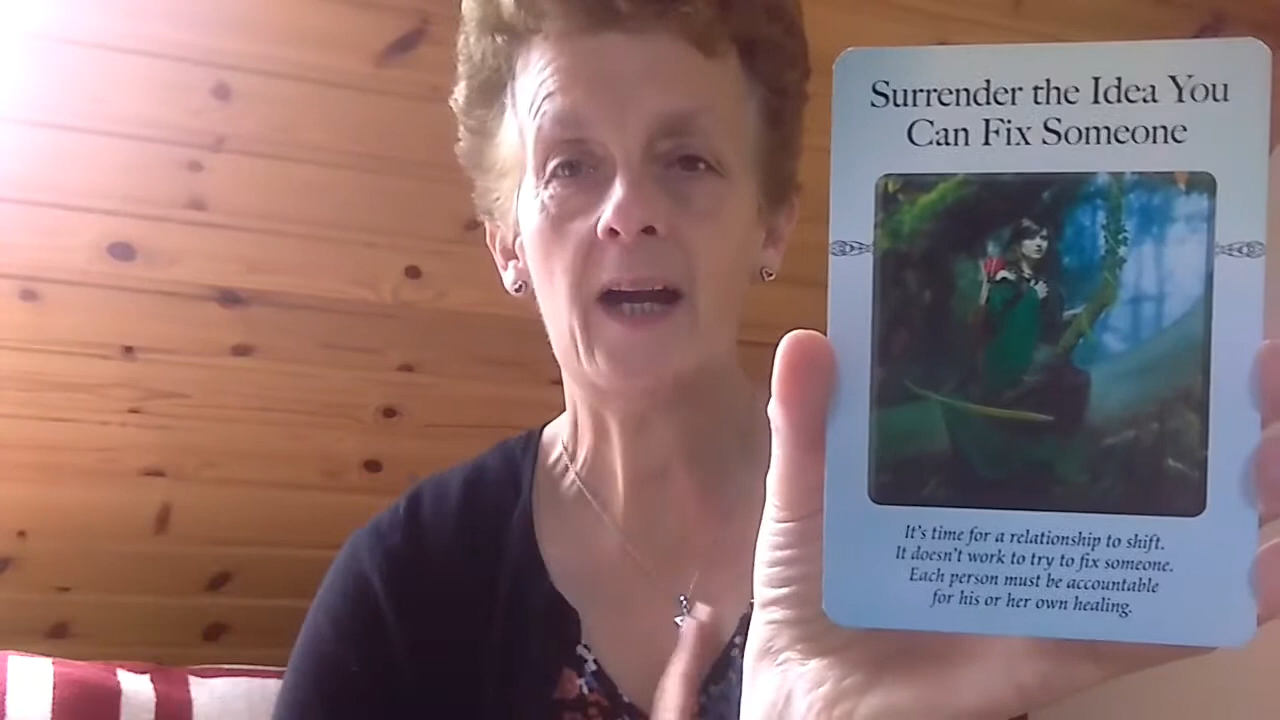 Surrender the Idea You
Can Fix Someone
It's time for a relationship to shift.
It doesn't work to try to fix someone.
Each person must be accountable
for his or her own healing.